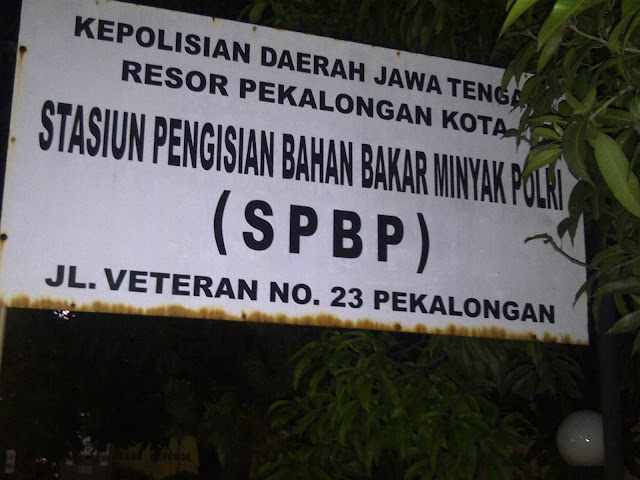 KEPOLISIAN DAERAH JAWA TENGA
RESOR PEKALONGAN KOTA
STASIUN PENGISIAN BAHAN BAKAR MINYAK POLRI
(SPBP)
JL. VETERAN NO. 23 PEKALONGAN